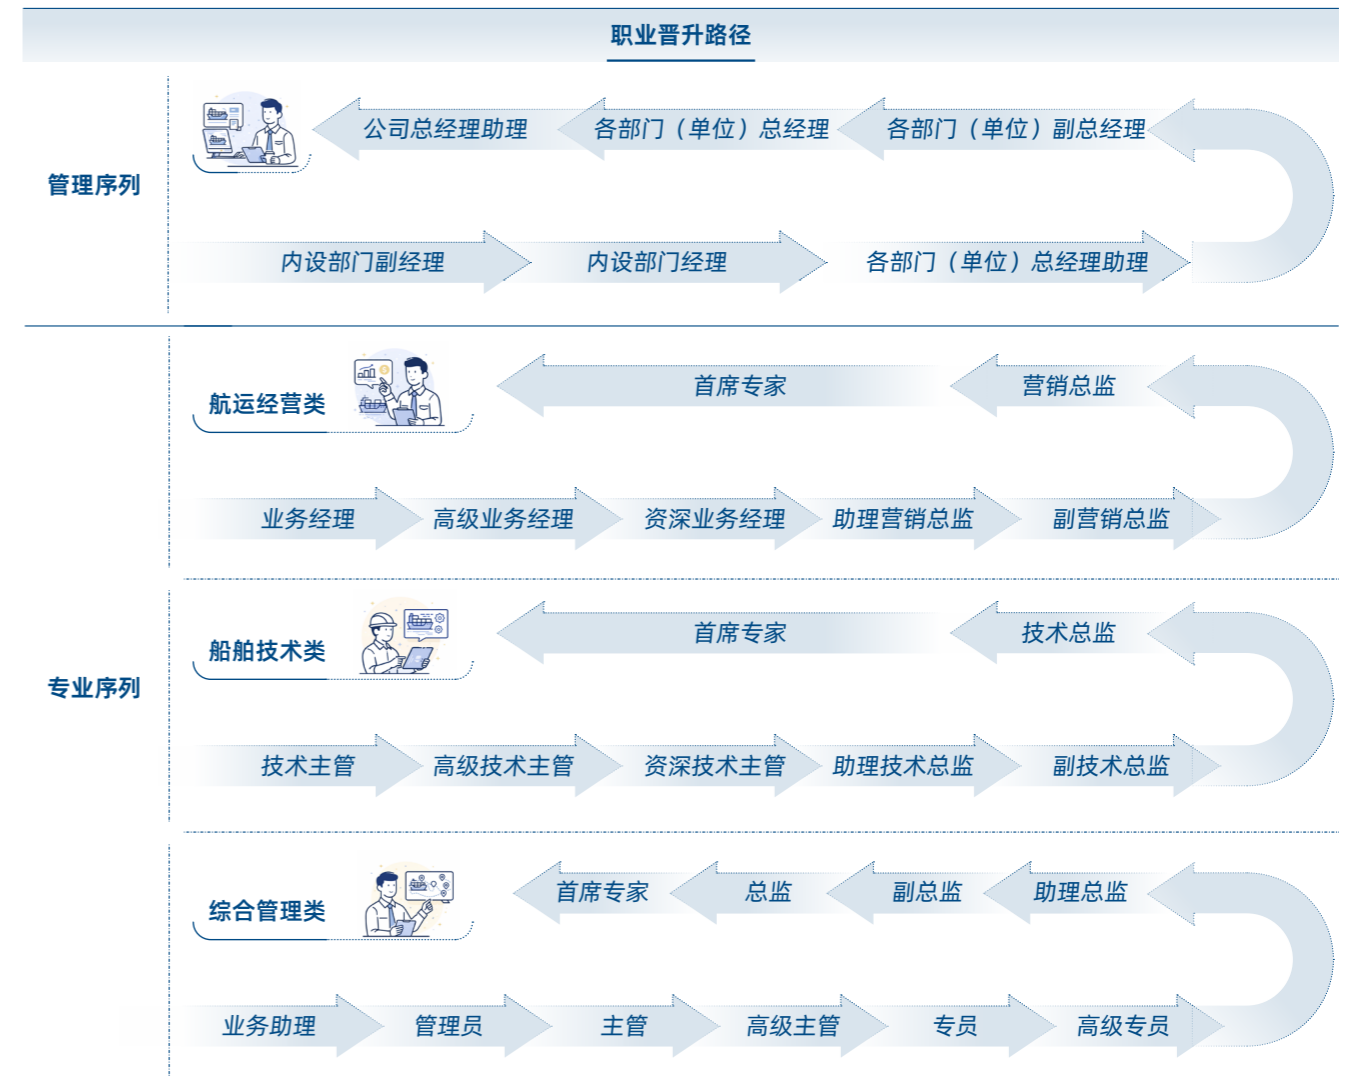 职业晋升路径
管理序列
公司总经理助理
各部门（单位）总经理
各部门（单位）副总经理
内设部门副经理
内设部门经理
各部门（单位）总经理助理
专业序列
航运经营类
首席专家
营销总监
业务经理
高级业务经理
资深业务经理
助理营销总监
副营销总监
船舶技术类
首席专家
技术总监
技术主管
高级技术主管
资深技术主管
助理技术总监
副技术总监
综合管理类
首席专家
总监
副总监
助理总监
业务助理
管理员
主管
高级主管
专员
高级专员